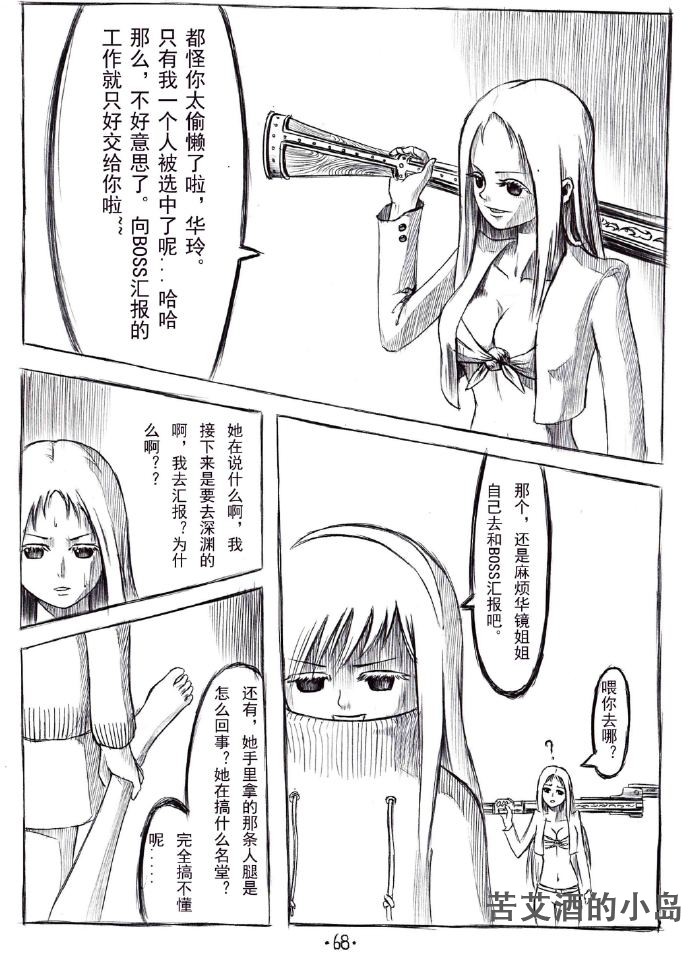 都怪你太偷懒了啦，华玲。
只有我一个人被选中了呢...哈哈
那么，不好意思了。向BOSS汇报的
工作就只好交给你啦~~
她在说什么啊，我
接下来是要去深渊的
啊，我去汇报？为什
么啊？？
那个，还是麻烦华镜姐姐
自己去和BOSS汇报吧。
喂你去哪？
?
还有，她手里拿的那条人腿是
怎么回事？她在搞什么名堂？
完全搞不懂
呢.....
苦艾酒的小岛
·68·